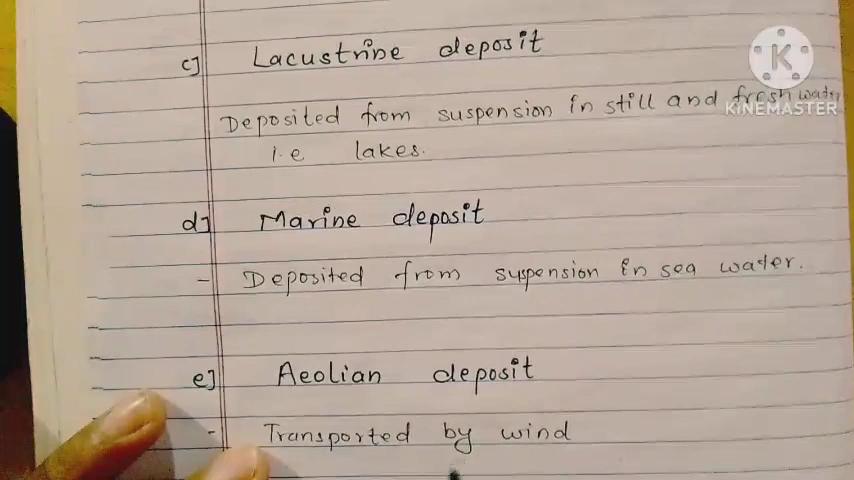 c] Lacustrine deposit
K
KINEMASTER
Deposited from suspension in still and fresh water
i.e lakes.
d] Marine deposit
- Deposited from suspension in sea water.
e] Aeolian deposit
- Transported by wind